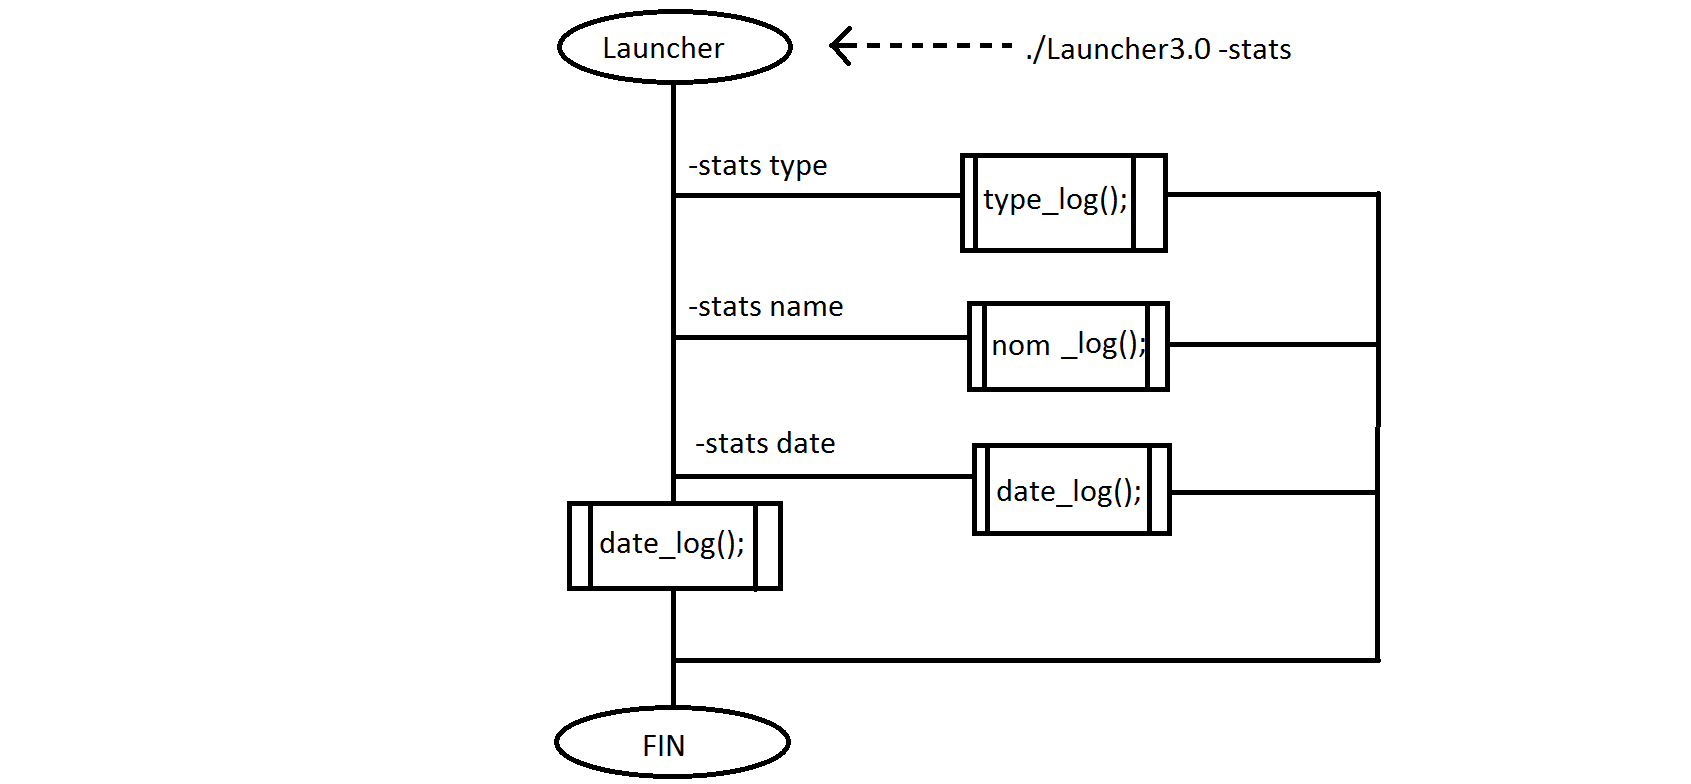 Launcher
./Launcher3.0 -stats
-stats type
type_log();
-stats name
nom _log();
-stats date
date_log();
date_log();
FIN